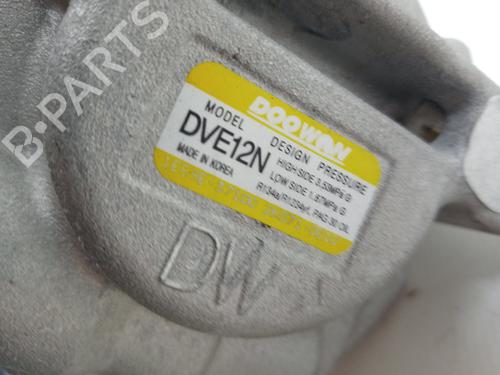 B-PARTS
DOOWON
MODEL
DVE12N
MADE IN KOREA
DESIGN PRESSURE
HIGH SIDE 3.53MPa G
LOW SIDE 1.67MPa G
R134a/R1234yf, PAG 30 OIL
DW